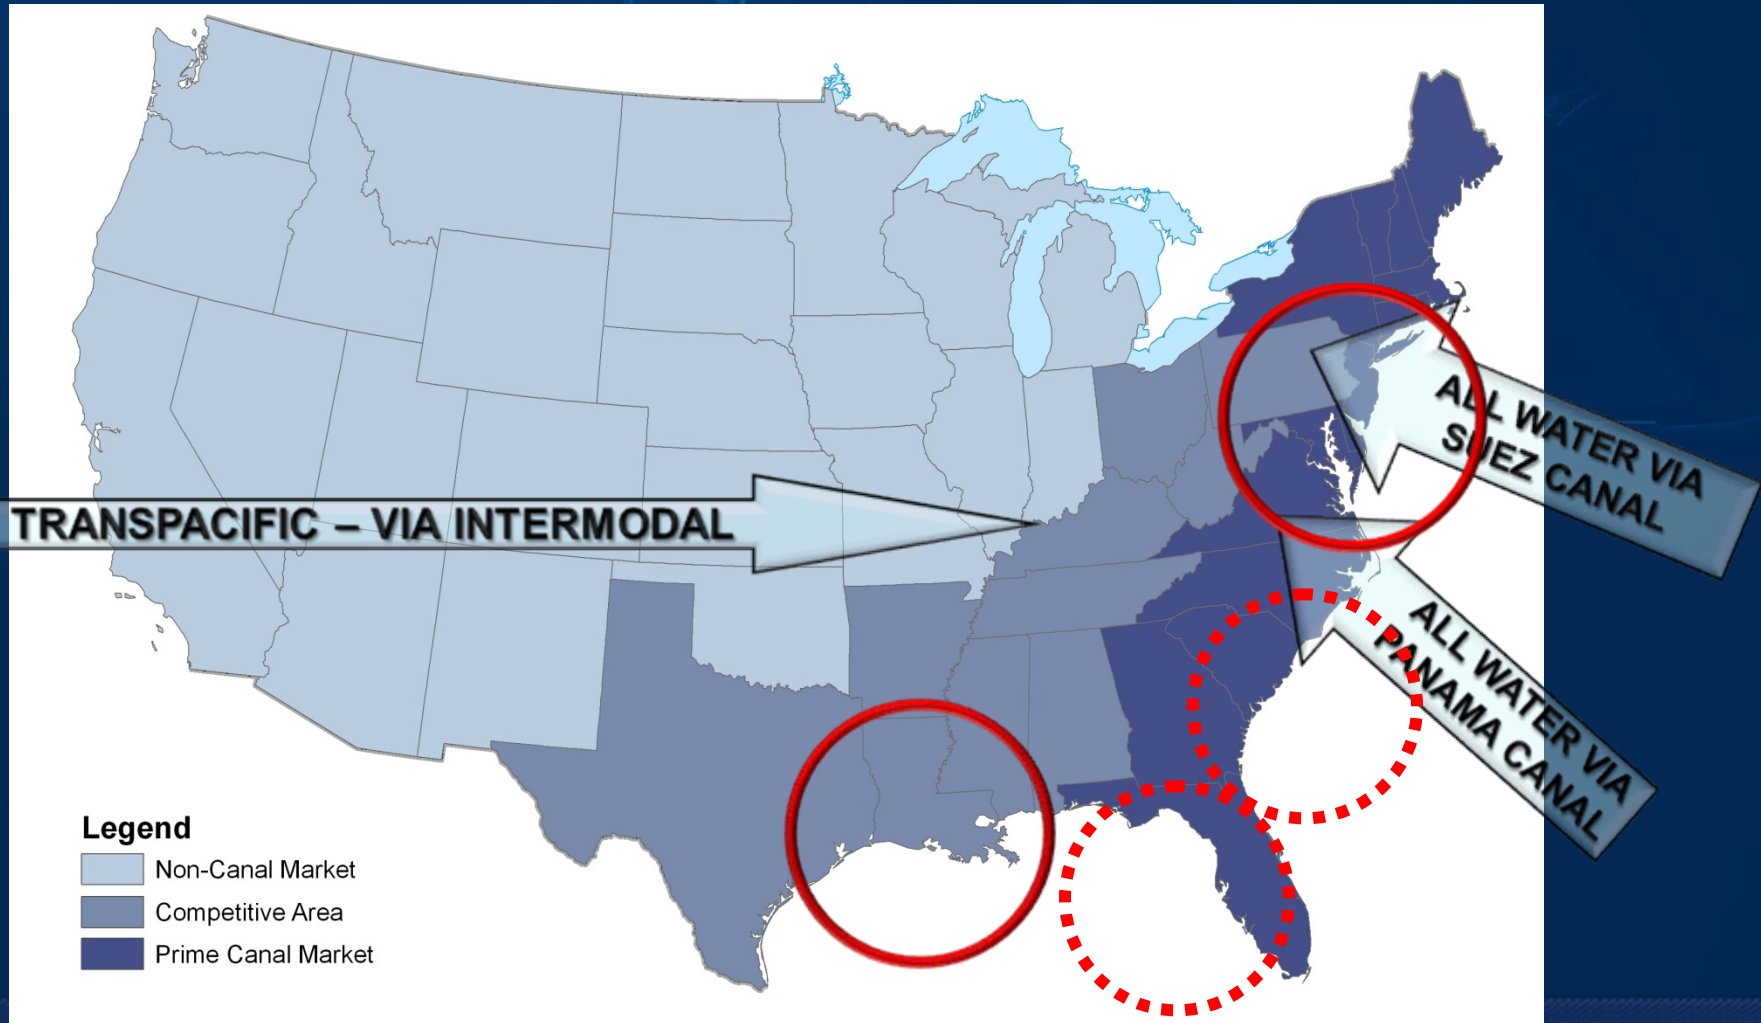 TRANSPACIFIC – VIA INTERMODAL
ALL WATER VIA
SUEZ CANAL
ALL WATER VIA
PANAMA CANAL
Legend
Non-Canal Market
Competitive Area
Prime Canal Market